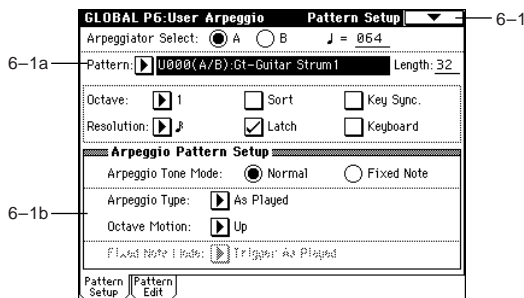 GLOBAL P6:User Arpeggio Pattern Setup 6–1
Arpeggiator Select: A B ♩ = 064
6–1a Pattern: U000(A/B):Gt-Guitar Strum1 Length: 32
Octave: 1 Sort Key Sync.
Resolution: ♪ Latch Keyboard
Arpeggio Pattern Setup
Arpeggio Tone Mode: Normal Fixed Note
Arpeggio Type: As Played
6–1b
Octave Motion: Up
Fixed Note Mode: Trigger As Played
Pattern Setup Pattern Edit